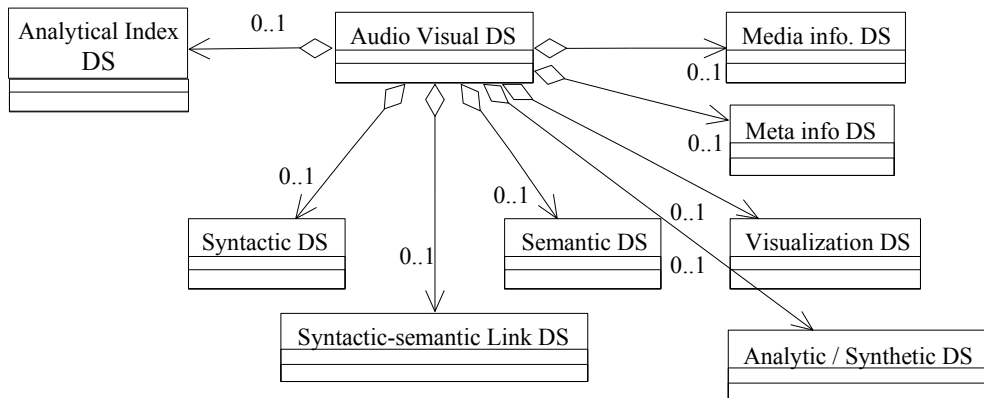 Analytical Index
DS
0..1
Audio Visual DS
Media info. DS
0..1
Meta info DS
0..1
0..1
0..1
0..1
Syntactic DS
0..1
Semantic DS
Visualization DS
0..1
Syntactic-semantic Link DS
Analytic / Synthetic DS